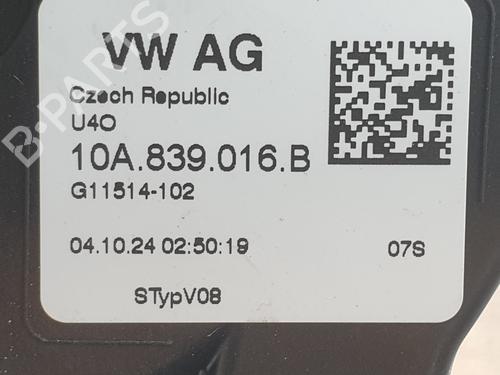 VW AG
Czech Republic
U4O
10A.839.016.B
G11514-102
04.10.24 02:50:19
07S
STypV08
B-PARTS